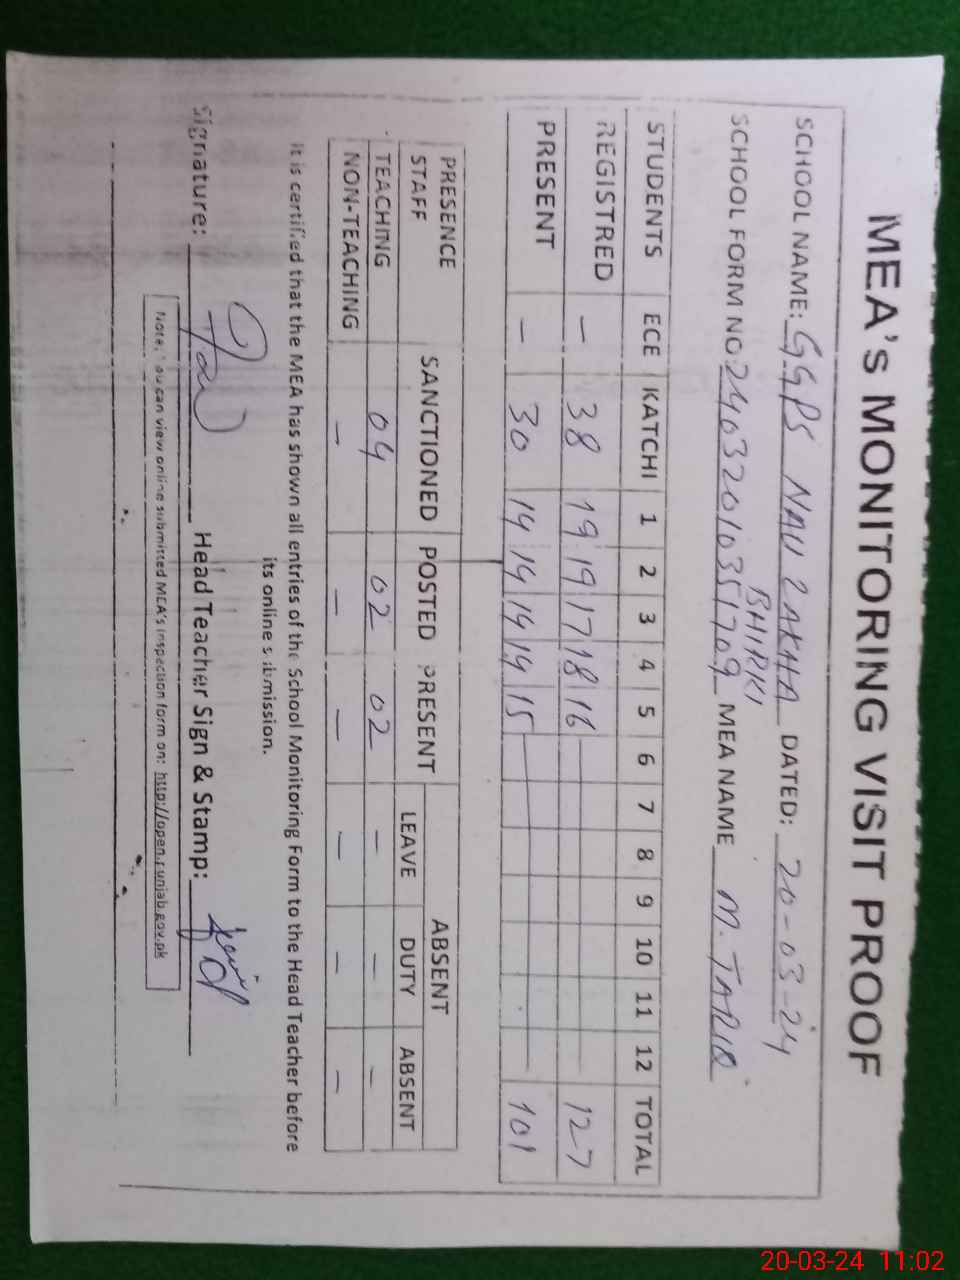 MEA's MONITORING VISIT PROOF
SCHOOL NAME: GGPS NAU LAKHA DATED: 20-03-24
BHIRKI
SCHOOL FORM NO: MEA NAME M. TARIQ
STUDENTS ECE KATCHI 1 2 3 4 5 6 7 8 9 10 11 12 TOTAL
REGISTRED — 38 19 19 17 18 16 127
PRESENT — 30 14 14 14 14 15 101
PRESENCE STAFF SANCTIONED POSTED PRESENT ABSENT
LEAVE DUTY ABSENT
TEACHING 04 02 02 — — —
NON-TEACHING — — — — — —
It is certified that the MEA has shown all entries of the School Monitoring Form to the Head Teacher before
its online submission.
Signature: Head Teacher Sign & Stamp:
Note: You can view online submitted MEA's inspection form on: http://open.punjab.gov.pk
20-03-24 11:02